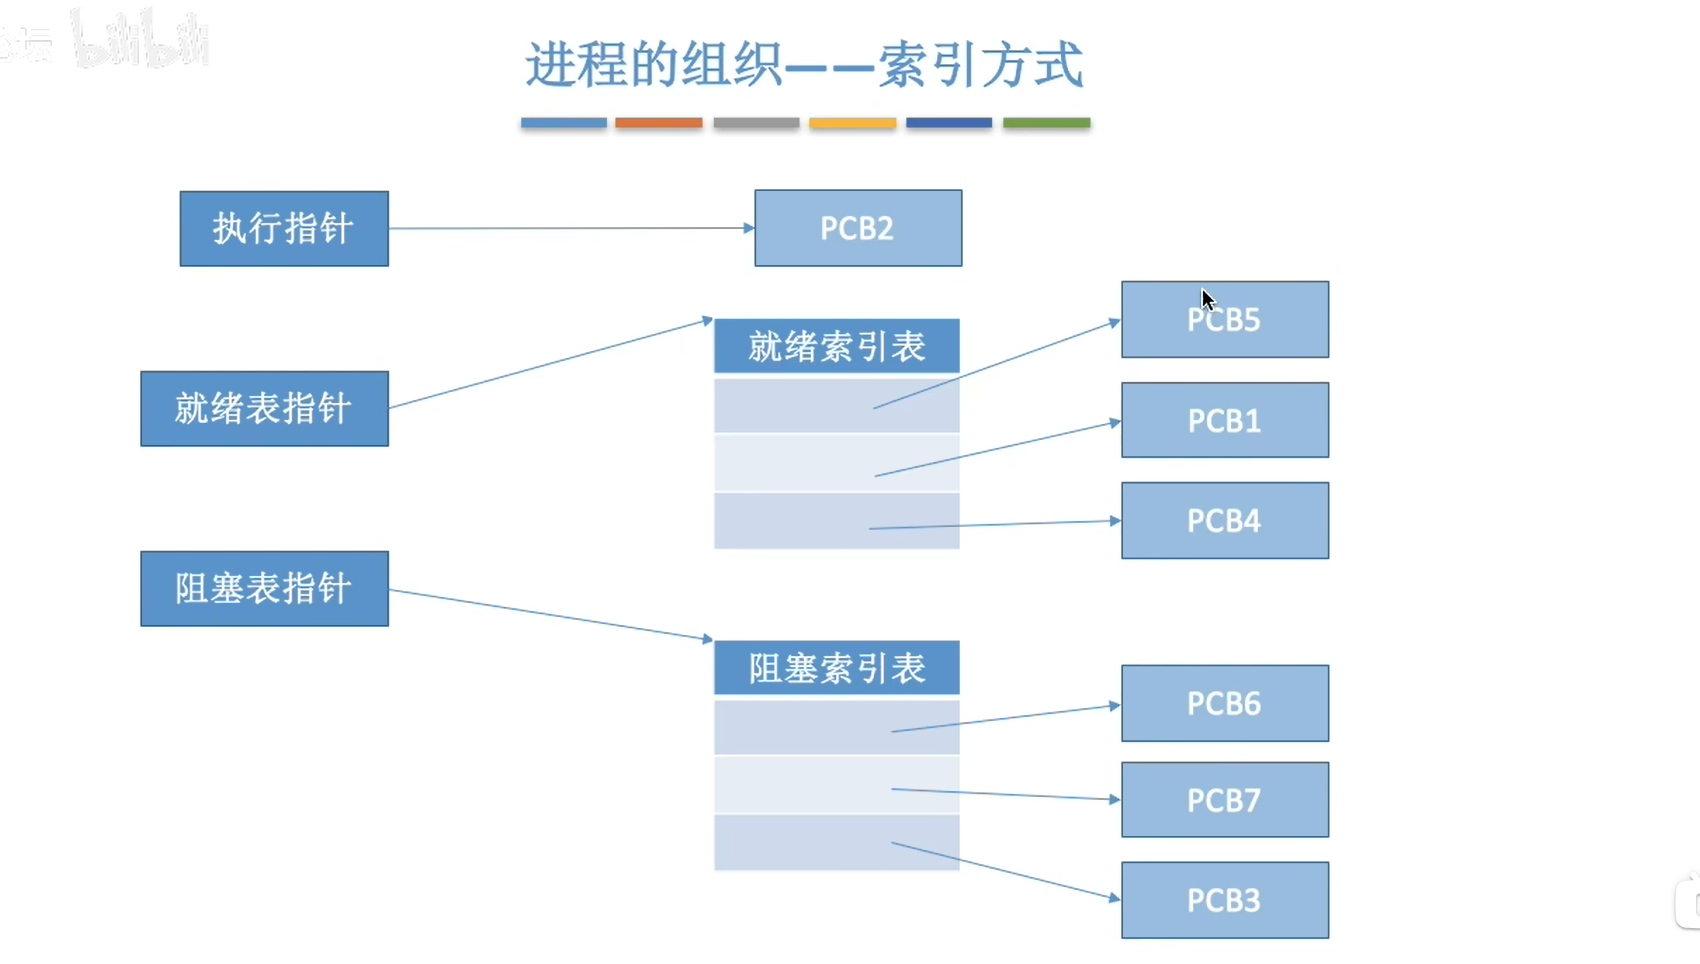 bilibili
进程的组织——索引方式
执行指针
PCB2
就绪表指针
就绪索引表
PCB5
PCB1
PCB4
阻塞表指针
阻塞索引表
PCB6
PCB7
PCB3